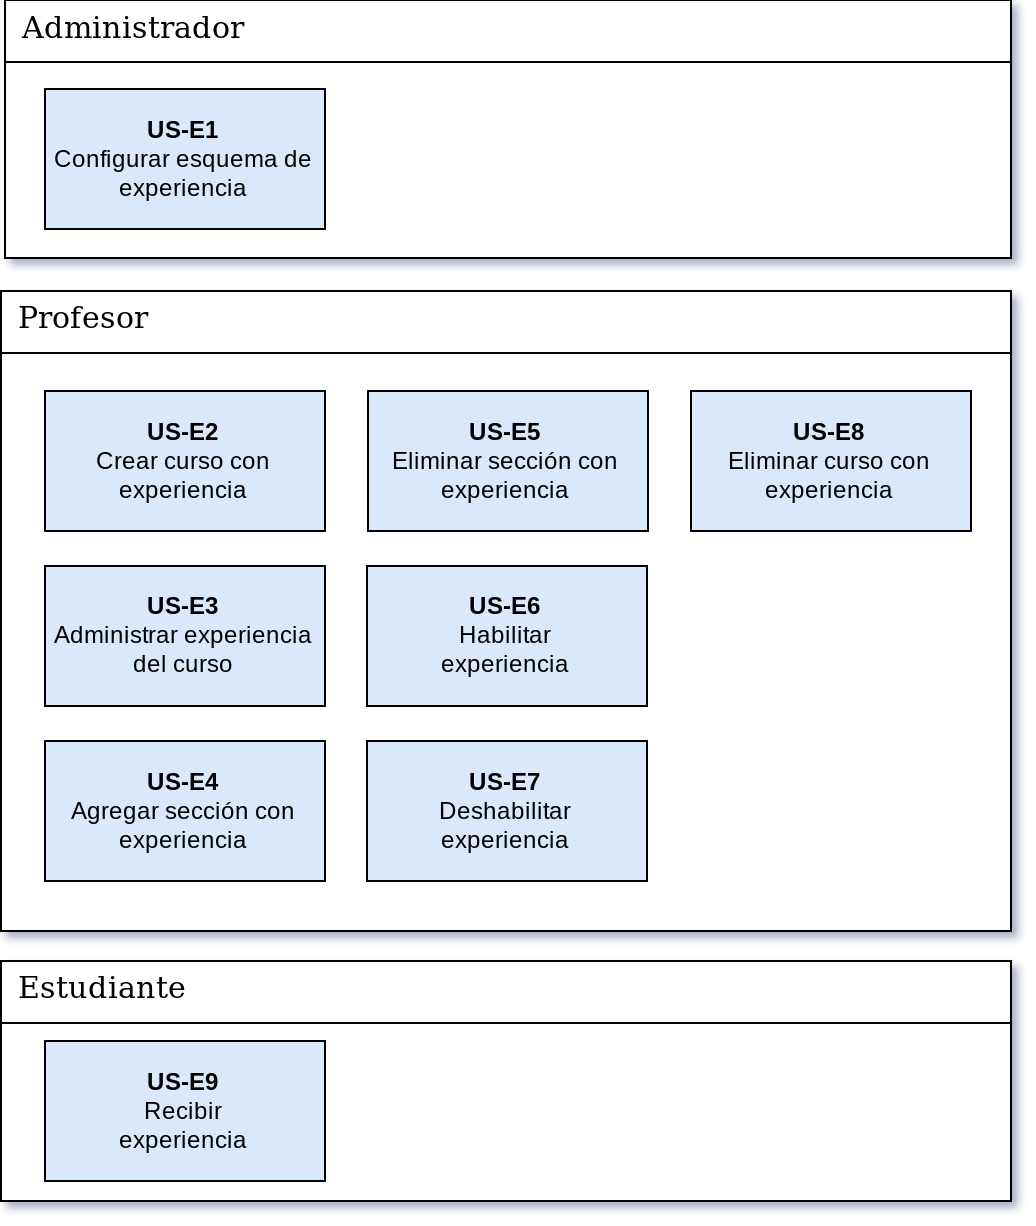 Administrador
US-E1
Configurar esquema de
experiencia
Profesor
US-E2
Crear curso con
experiencia
US-E5
Eliminar sección con
experiencia
US-E8
Eliminar curso con
experiencia
US-E3
Administrar experiencia
del curso
US-E6
Habilitar
experiencia
US-E4
Agregar sección con
experiencia
US-E7
Deshabilitar
experiencia
Estudiante
US-E9
Recibir
experiencia